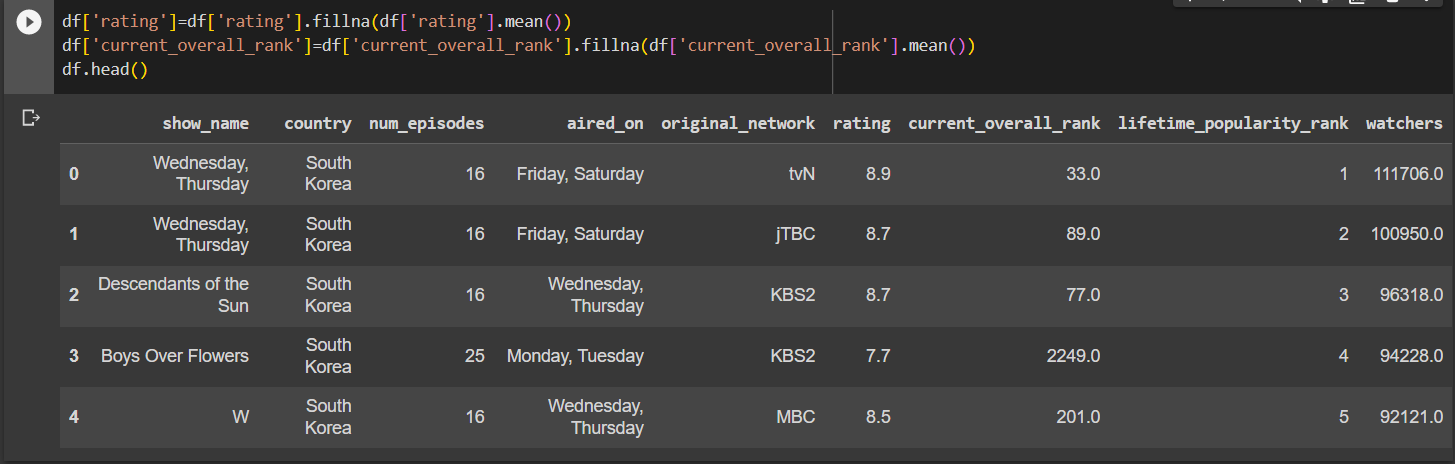 df['rating']=df['rating'].fillna(df['rating'].mean())
df['current_overall_rank']=df['current_overall_rank'].fillna(df['current_overall_rank'].mean())
df.head()
show_name country num_episodes aired_on original_network rating current_overall_rank lifetime_popularity_rank watchers
0 Wednesday, Thursday South Korea 16 Friday, Saturday tvN 8.9 33.0 1 111706.0
1 Wednesday, Thursday South Korea 16 Friday, Saturday jTBC 8.7 89.0 2 100950.0
2 Descendants of the Sun South Korea 16 Wednesday, Thursday KBS2 8.7 77.0 3 96318.0
3 Boys Over Flowers South Korea 25 Monday, Tuesday KBS2 7.7 2249.0 4 94228.0
4 W South Korea 16 Wednesday, Thursday MBC 8.5 201.0 5 92121.0